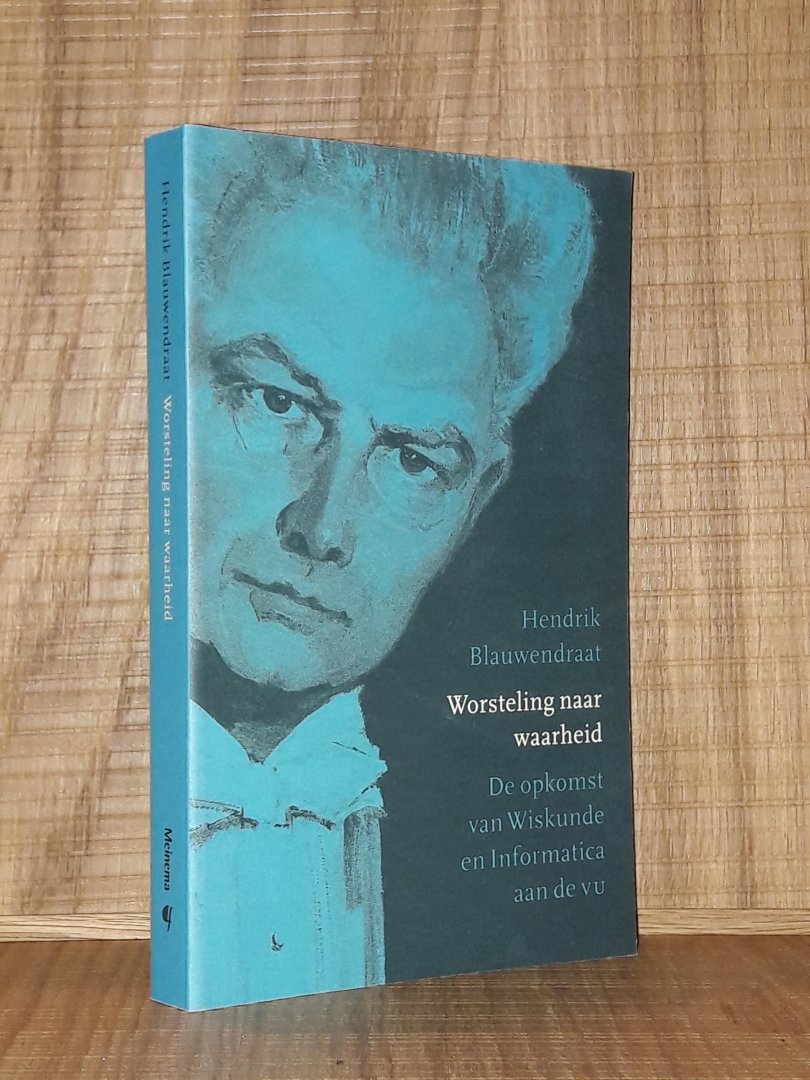 Hendrik Blauwendraat Worsteling naar waarheid Meinema
Hendrik
Blauwendraat
Worsteling naar
waarheid
De opkomst
van Wiskunde
en Informatica
aan de VU